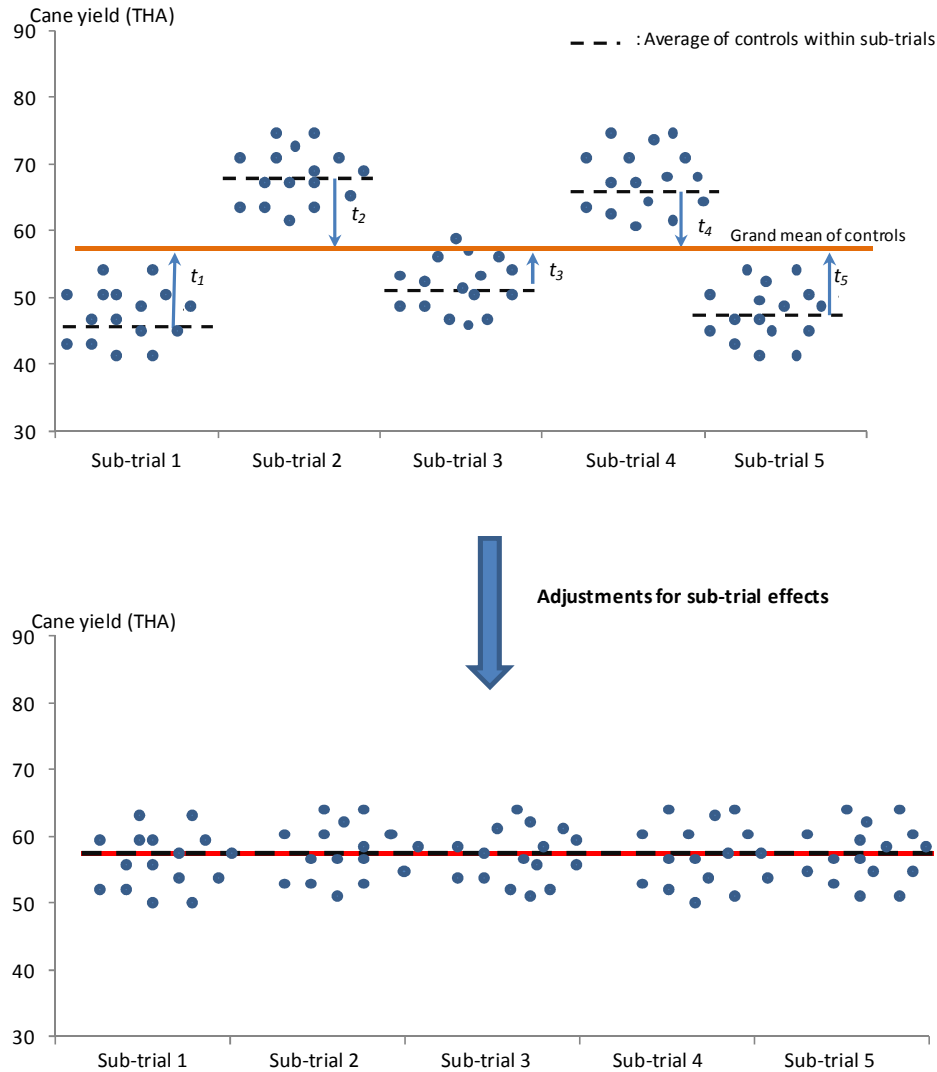 Cane yield (THA)
90
- - - : Average of controls within sub-trials
80
70
t2
t4
60
Grand mean of controls
t1
t3
t5
50
40
30
Sub-trial 1 Sub-trial 2 Sub-trial 3 Sub-trial 4 Sub-trial 5
Adjustments for sub-trial effects
Cane yield (THA)
90
80
70
60
50
40
30
Sub-trial 1 Sub-trial 2 Sub-trial 3 Sub-trial 4 Sub-trial 5